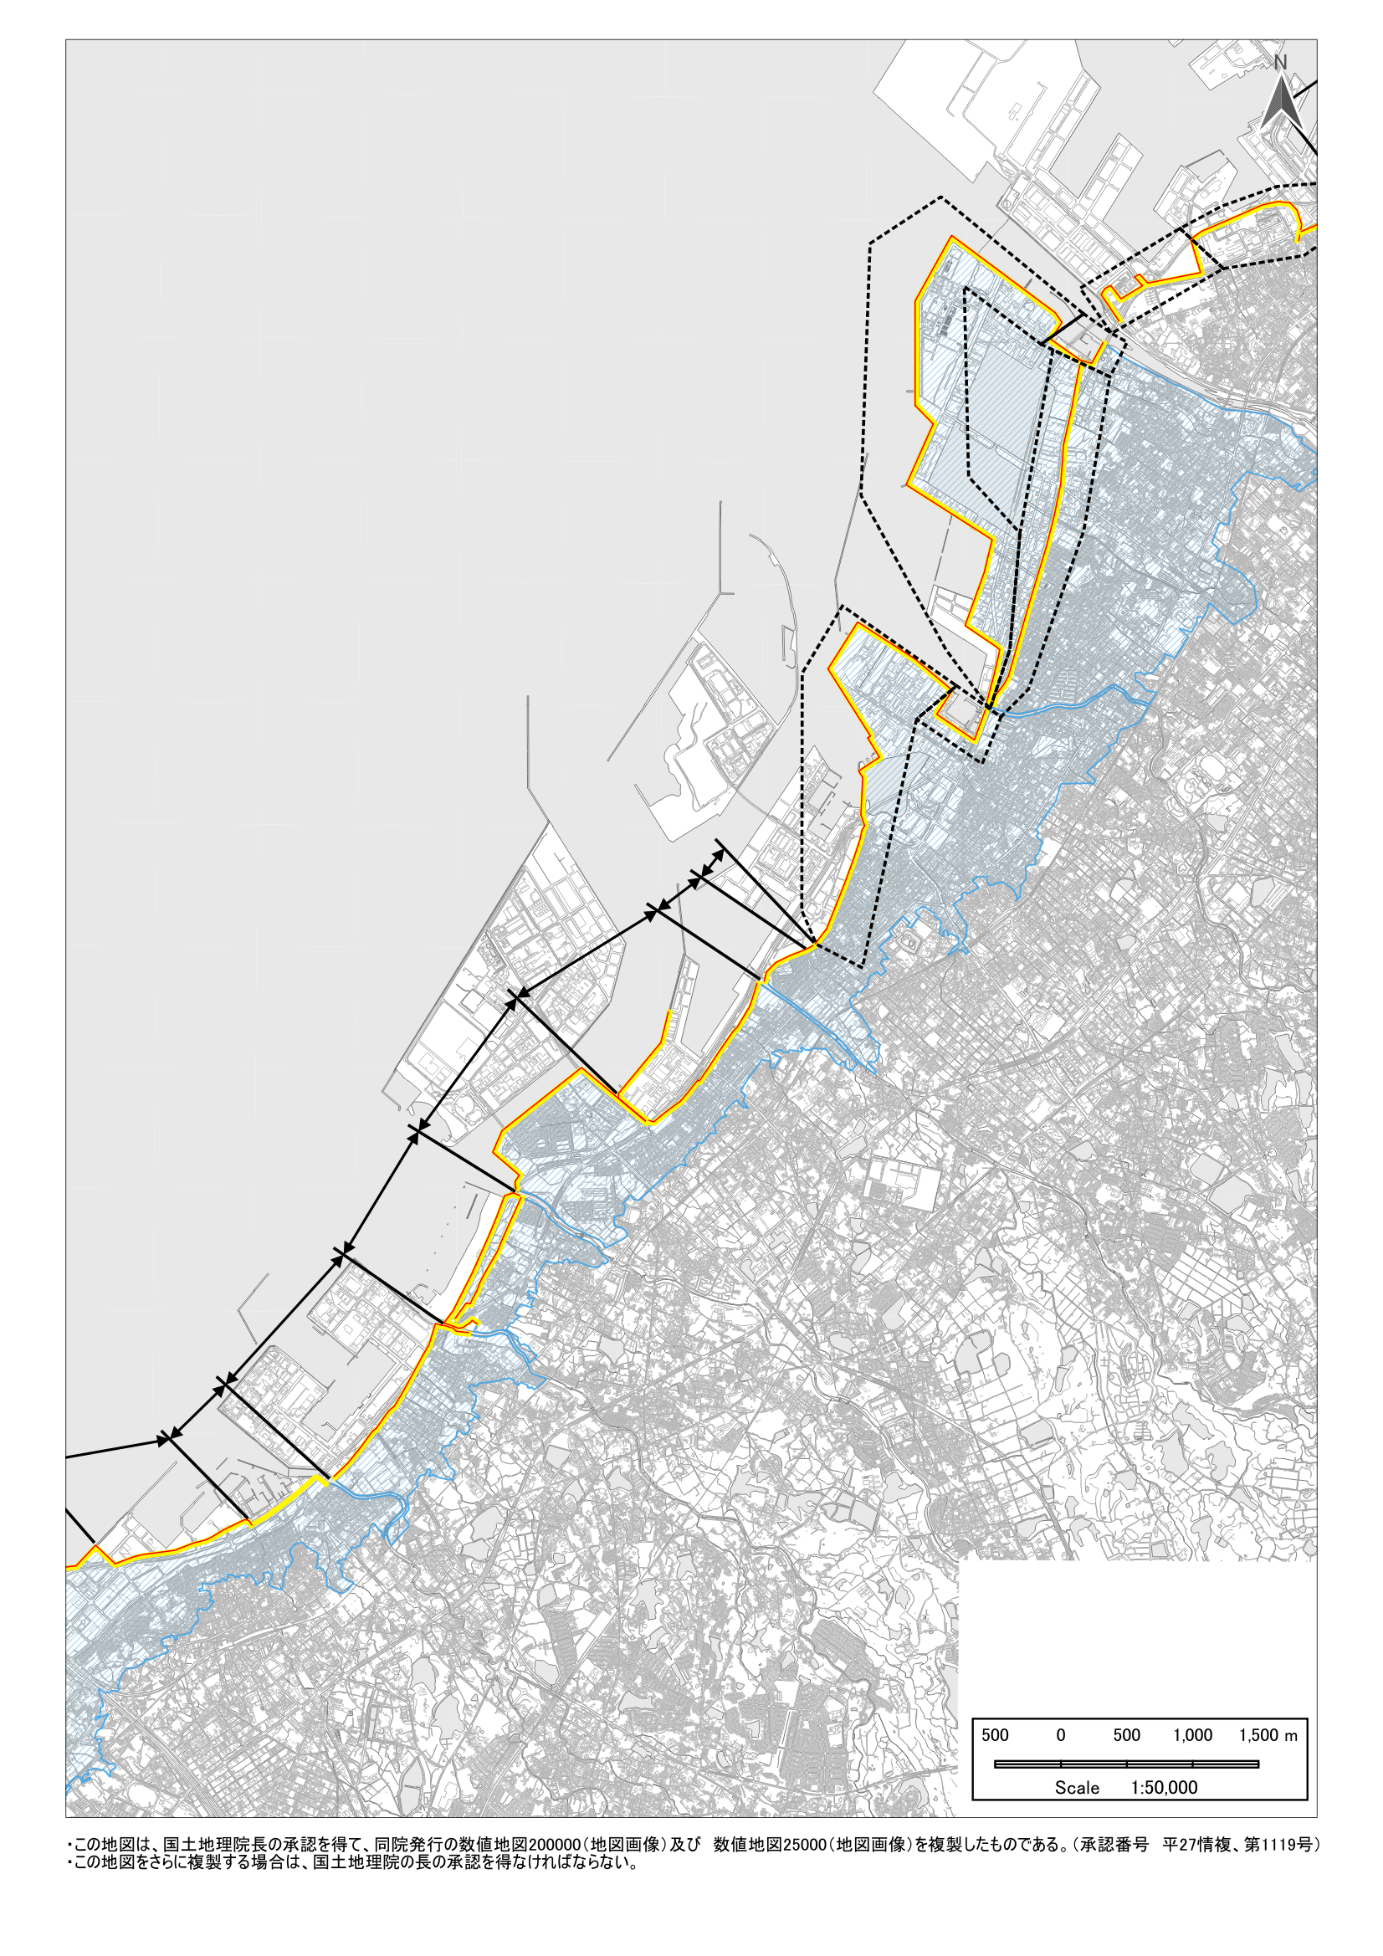 N
500 0 500 1,000 1,500 m
Scale 1:50,000
・この地図は、国土地理院長の承認を得て、同院発行の数値地図200000（地図画像）及び 数値地図25000（地図画像）を複製したものである。（承認番号 平27情複、第1119号）
・この地図をさらに複製する場合は、国土地理院の長の承認を得なければならない。